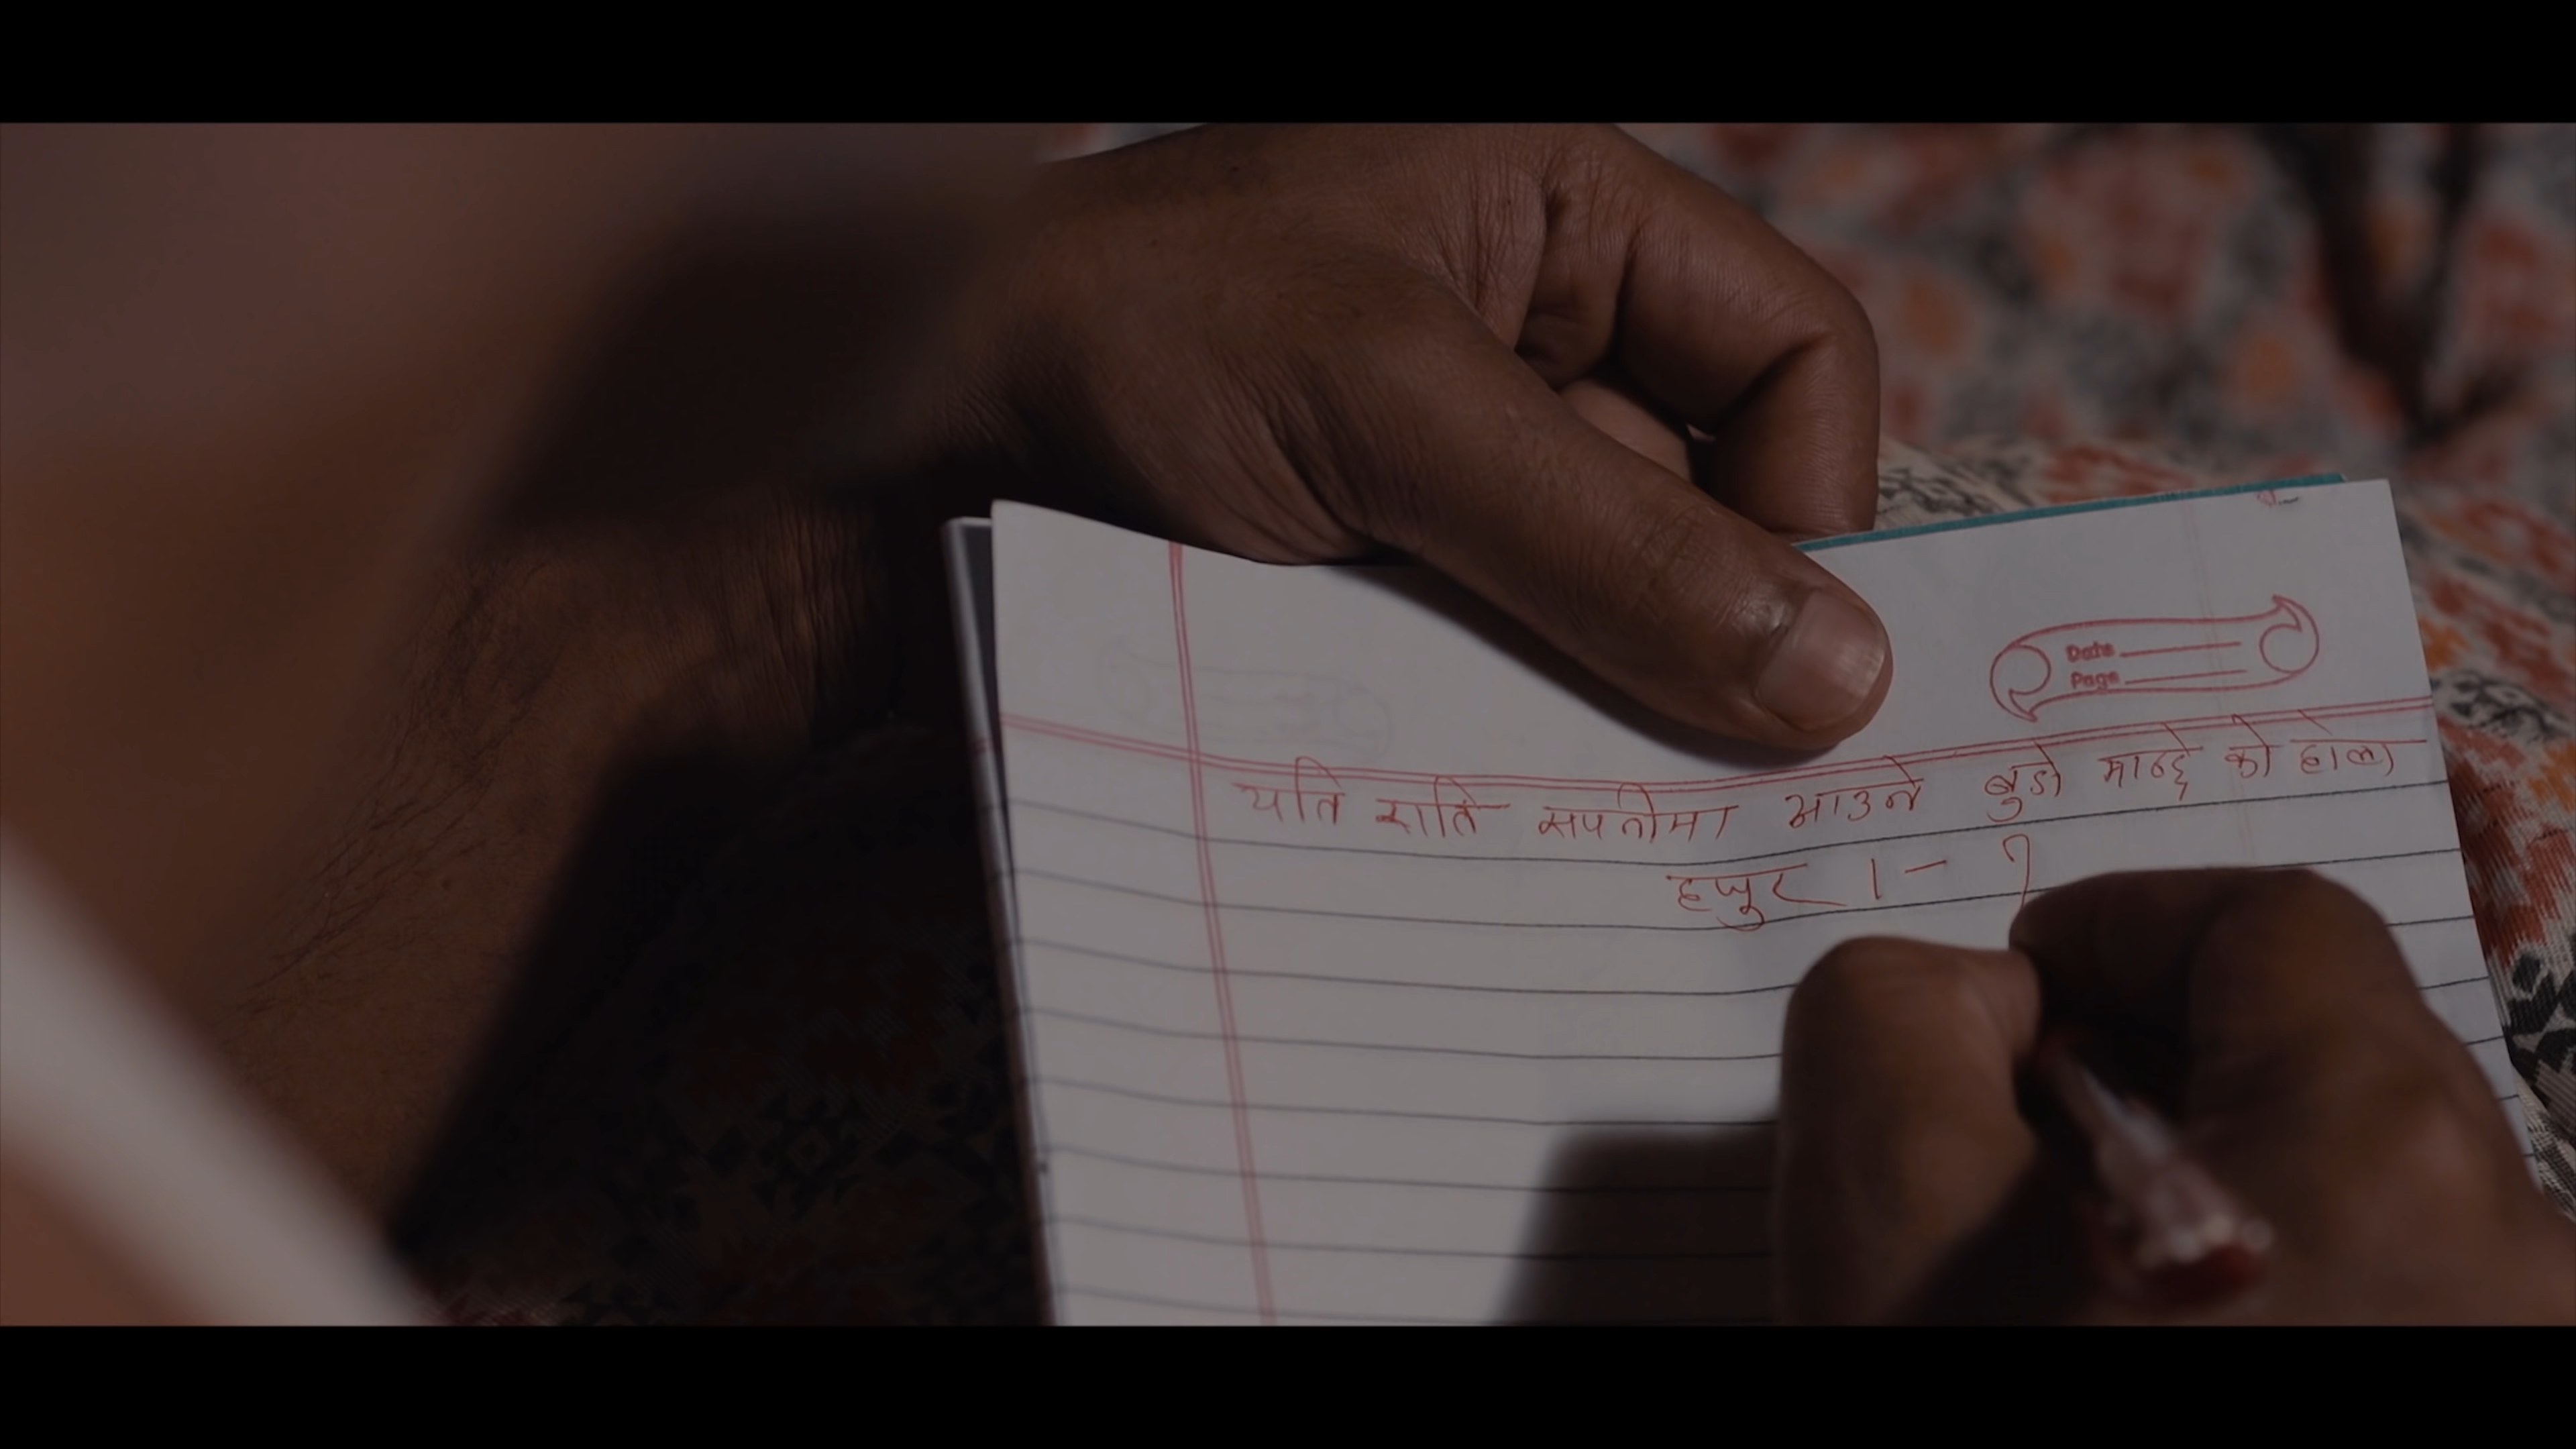 Date
Page
यति राति सपनीमा आउने बुडो मान्छे को होला
हजुर । - ?